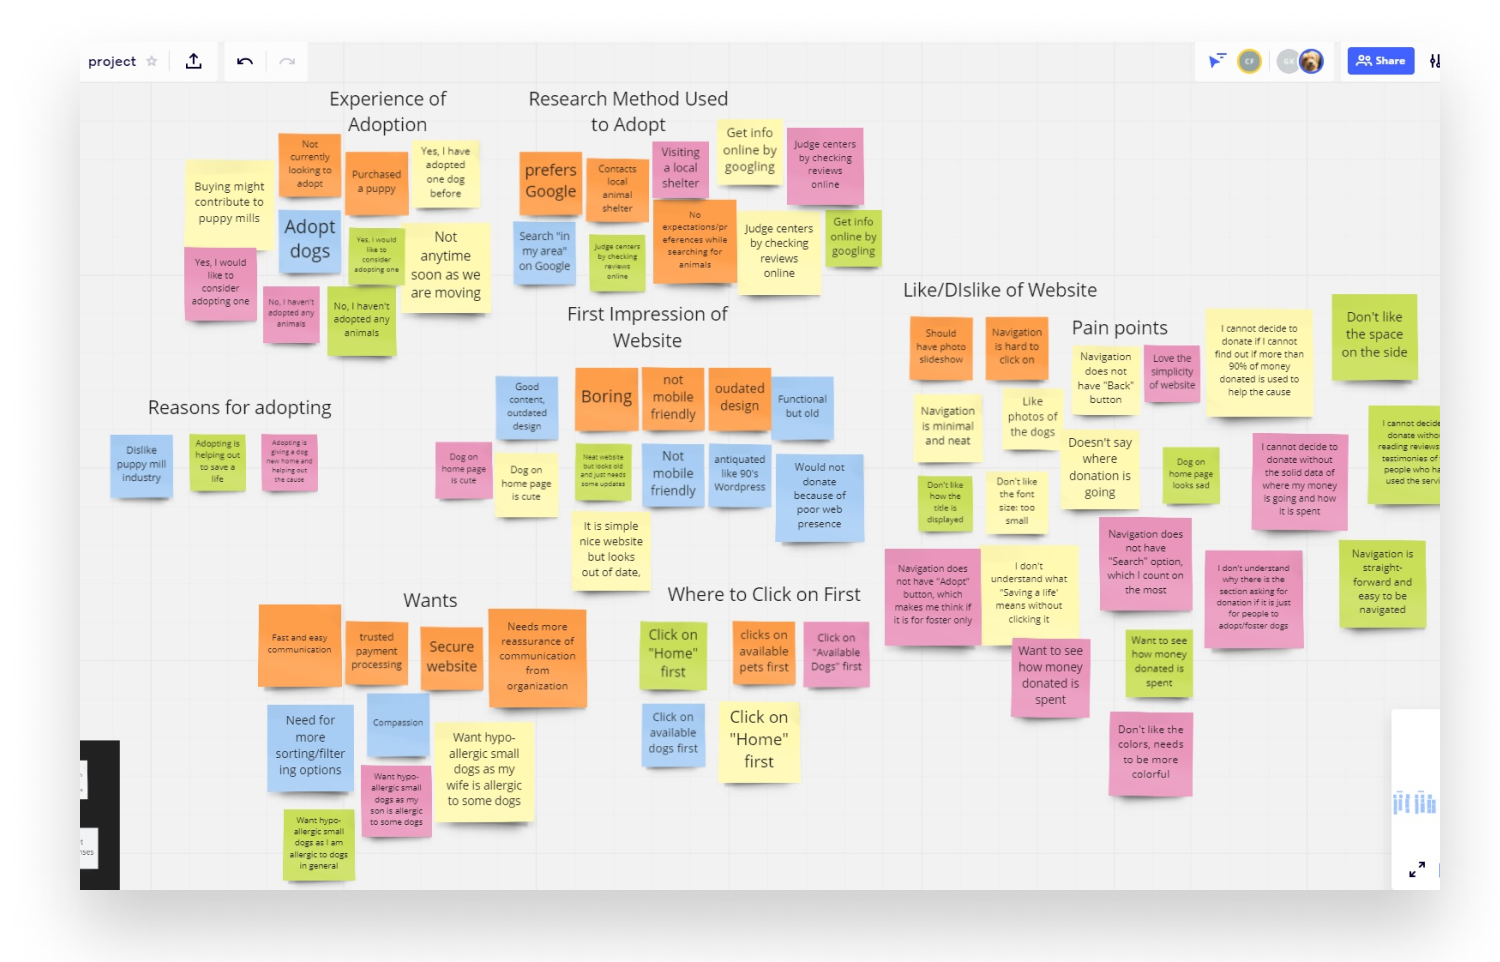 project
Share
CF
Experience of
Adoption
Not
currently
looking to
adopt
Purchased
a puppy
Yes, I have
adopted
one dog
before
Buying might
contribute to
puppy mills
Adopt
dogs
Yes, I would
like to
consider
adopting one
Not
anytime
soon as we
are moving
Yes, I would
like to
consider
adopting one
No, I haven't
adopted any
animals
No, I haven't
adopted any
animals
Research Method Used
to Adopt
prefers
Google
Contacts
local
animal
shelter
Visiting
a local
shelter
Get info
online by
googling
Judge centers
by checking
reviews
online
Search "in
my area"
on Google
Judge centers
by checking
reviews
online
No
expectations/pr
eferences while
searching for
animals
Judge centers
by checking
reviews
online
Get info
online by
googling
First Impression of
Website
Good
content,
outdated
design
Boring
not
mobile
friendly
oudated
design
Functional
but old
Dog on
home page
is cute
Dog on
home page
is cute
Neat website
but looks old
and just needs
some updates
Not
mobile
friendly
antiquated
like 90's
Wordpress
Would not
donate
because of
poor web
presence
It is simple
nice website
but looks
out of date,
Reasons for adopting
Dislike
puppy mill
industry
Adopting is
helping out
to save a
life
Adopting is
giving a dog
new home and
helping out
the cause
Wants
Fast and easy
communication
trusted
payment
processing
Secure
website
Needs more
reassurance of
communication
from
organization
Need for
more
sorting/filter
ing options
Compassion
Want hypo-
allergic small
dogs as my
wife is allergic
to some dogs
Want hypo-
allergic small
dogs as my
son is allergic
to some dogs
Want hypo-
allergic small
dogs as I am
allergic to dogs
in general
Where to Click on First
Click on
"Home"
first
clicks on
available
pets first
Click on
"Available
Dogs" first
Click on
available
dogs first
Click on
"Home"
first
Like/DIslike of Website
Should
have photo
slideshow
Navigation
is hard to
click on
Navigation
is minimal
and neat
Like
photos of
the dogs
Don't like
how the
title is
displayed
Don't like
the font
size: too
small
Pain points
Navigation
does not
have "Back"
button
Love the
simplicity
of website
I cannot decide to
donate if I cannot
find out if more than
90% of money
donated is used to
help the cause
Don't like
the space
on the side
Doesn't say
where
donation is
going
Dog on
home page
looks sad
I cannot decide to
donate without
the solid data of
where my money
is going and how
it is spent
I cannot decide
donate withou
reading reviews
testimonies of
people who ha
used the servi
Navigation does
not have "Adopt"
button, which
makes me think if
it is for foster only
I don't
understand what
"Saving a life'
means without
clicking it
Navigation does
not have
"Search" option,
which I count on
the most
I don't understand
why there is the
section asking for
donation if it is just
for people to
adopt/foster dogs
Navigation is
straight-
forward and
easy to be
navigated
Want to see
how money
donated is
spent
Want to see
how money
donated is
spent
Don't like the
colors, needs
to be more
colorful